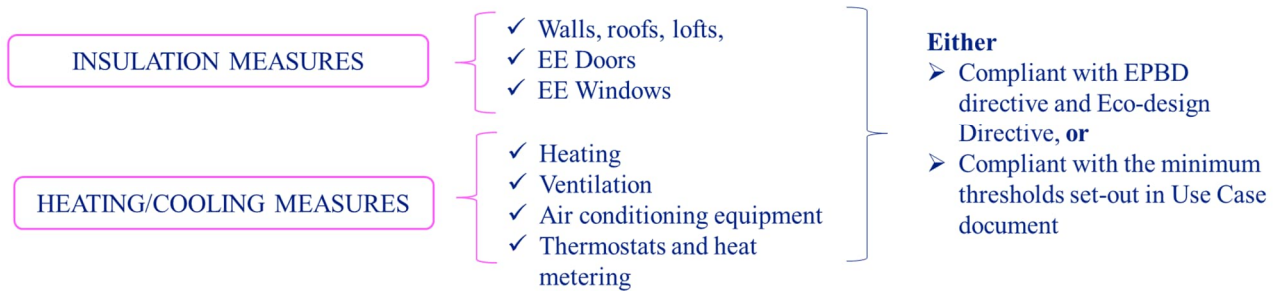 INSULATION MEASURES
✓ Walls, roofs, lofts,
✓ EE Doors
✓ EE Windows
HEATING/COOLING MEASURES
✓ Heating
✓ Ventilation
✓ Air conditioning equipment
✓ Thermostats and heat
metering
Either
➢ Compliant with EPBD
directive and Eco-design
Directive, or
➢ Compliant with the minimum
thresholds set-out in Use Case
document